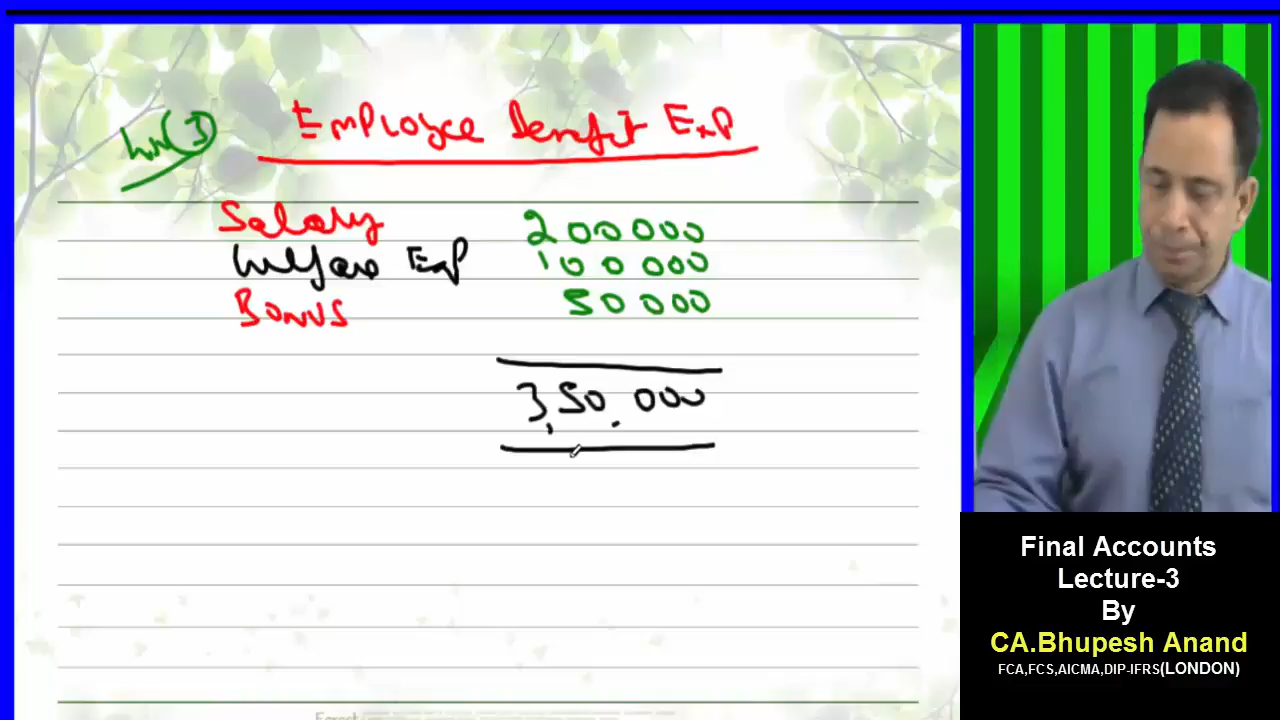 WN(3)
Employee Benefit Exp
Salary 200000
Welfare Exp 100000
Bonus 50000
3,50,000
Final Accounts
Lecture-3
By
CA.Bhupesh Anand
FCA,FCS,AICMA,DIP-IFRS(LONDON)